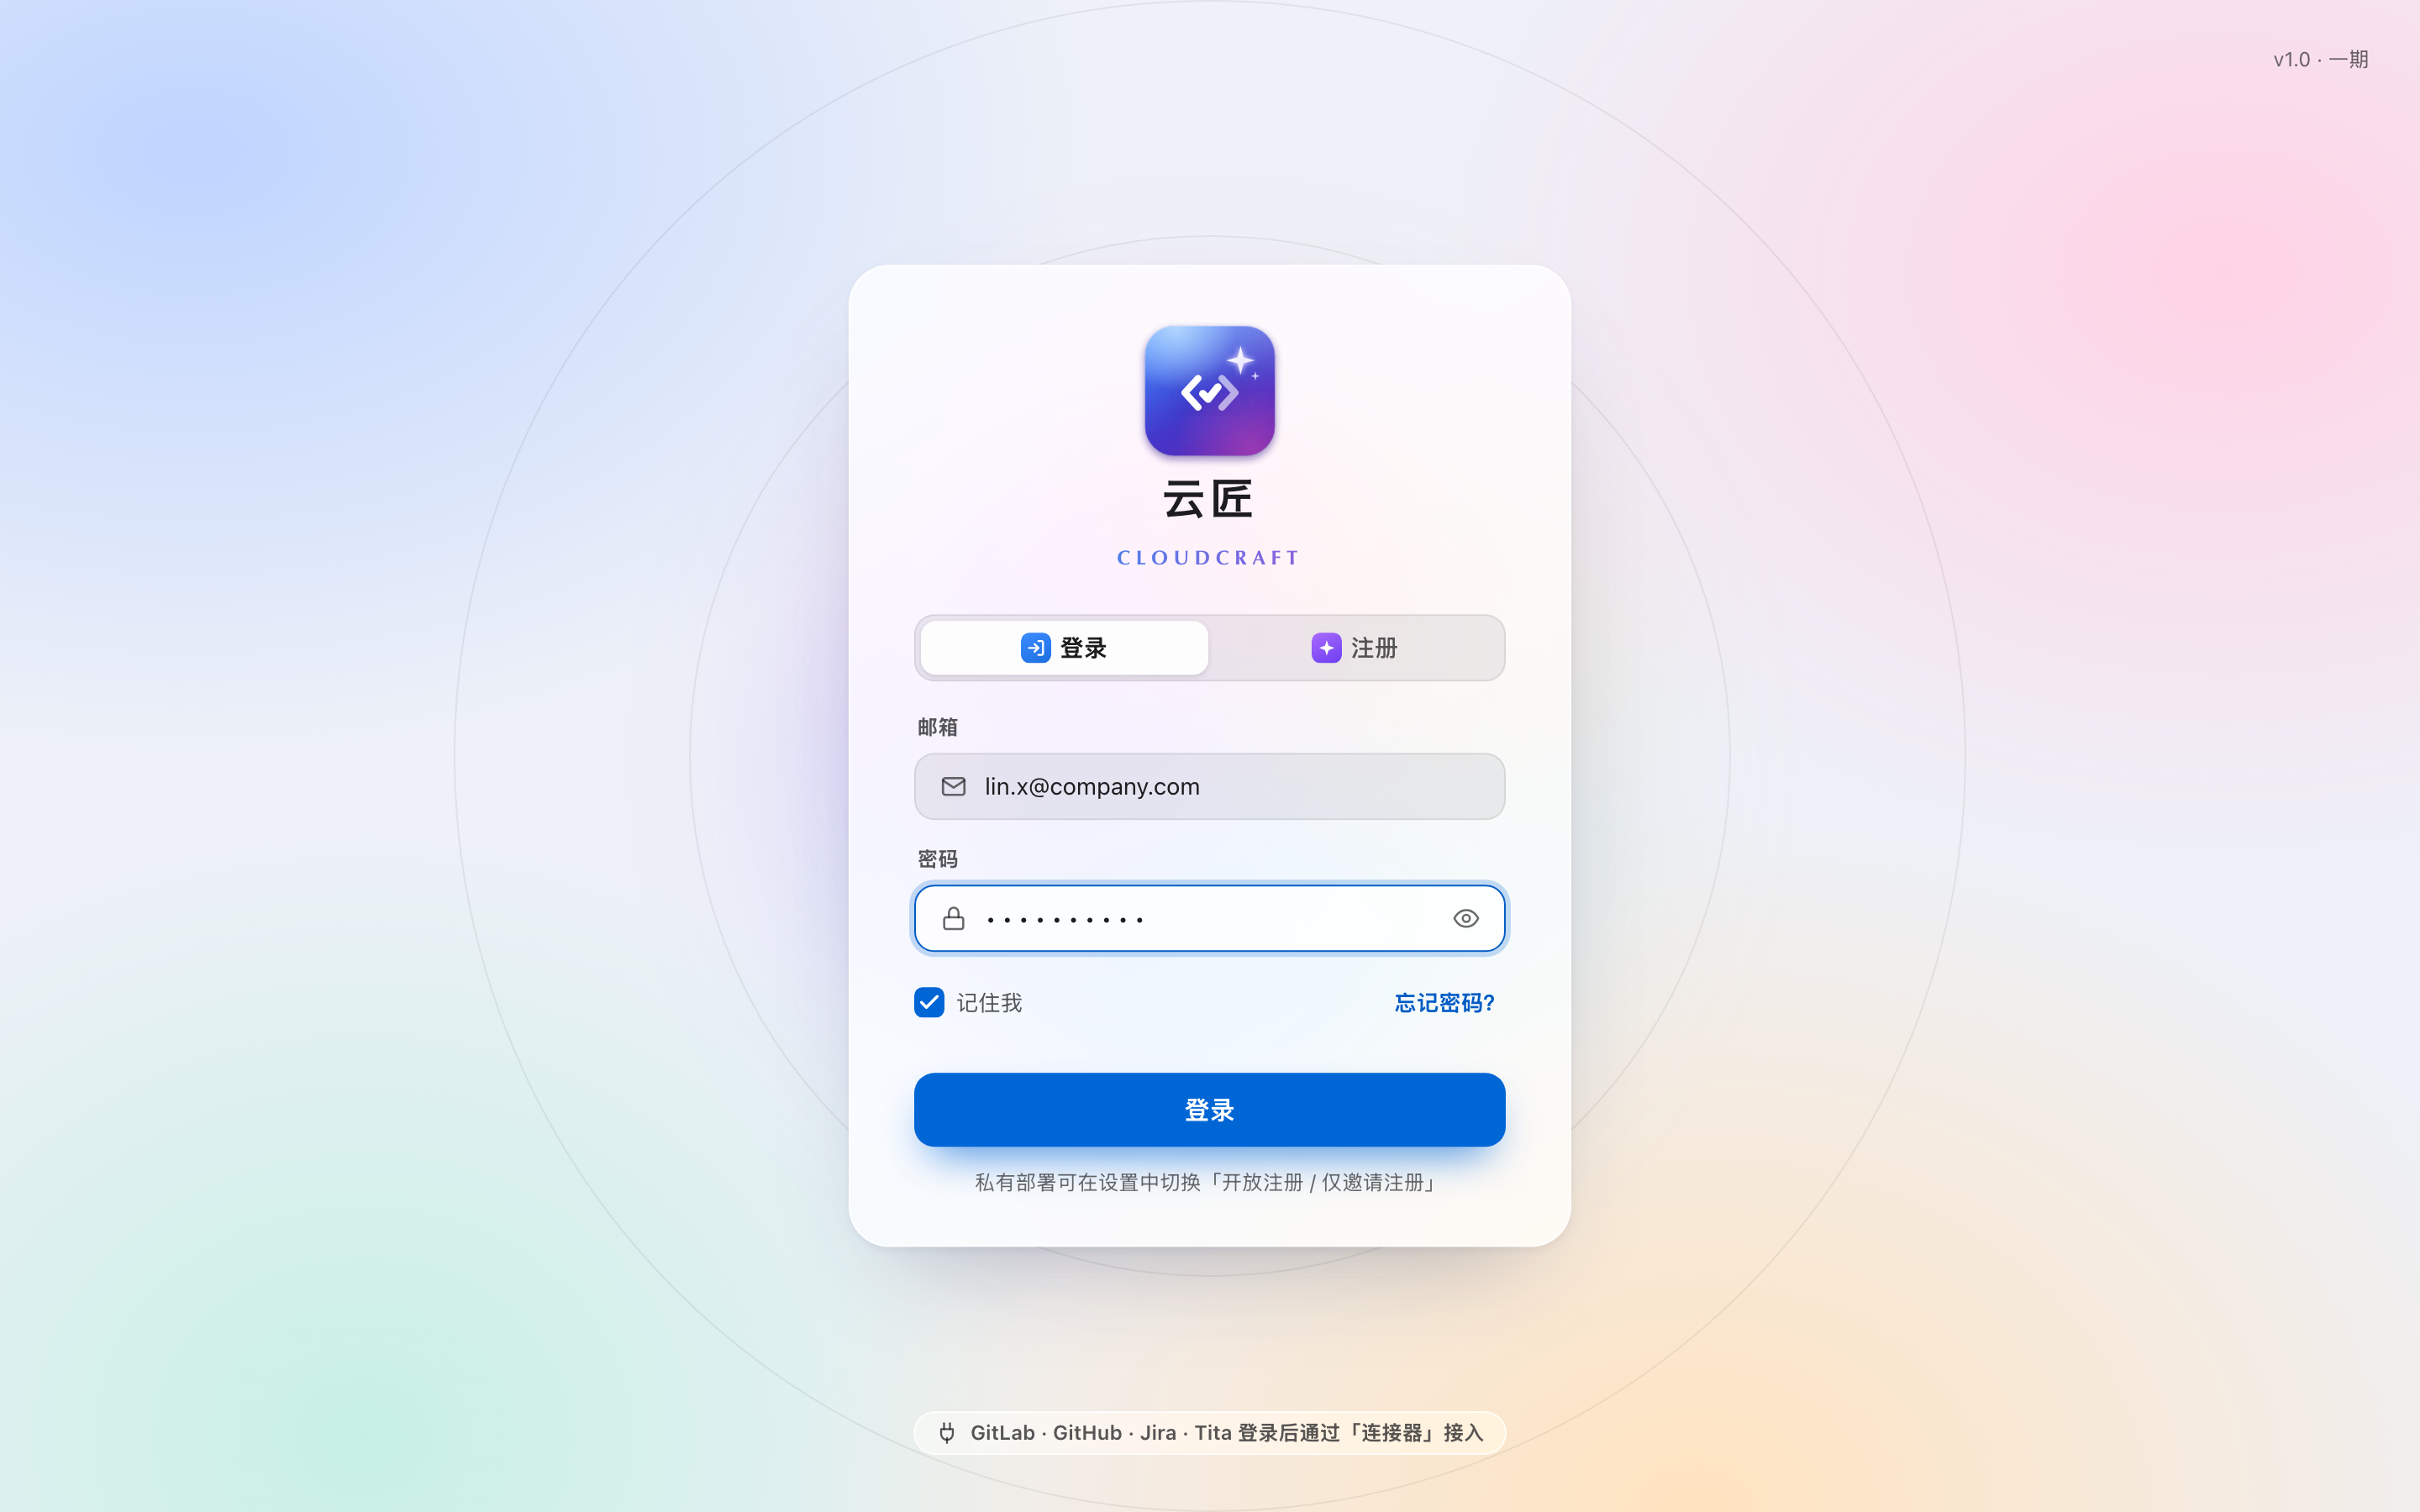 v1.0 · 一期
云匠
CLOUDCRAFT
登录 注册
邮箱
lin.x@company.com
密码
••••••••••
记住我 忘记密码?
登录
私有部署可在设置中切换「开放注册 / 仅邀请注册」
GitLab · GitHub · Jira · Tita 登录后通过「连接器」接入